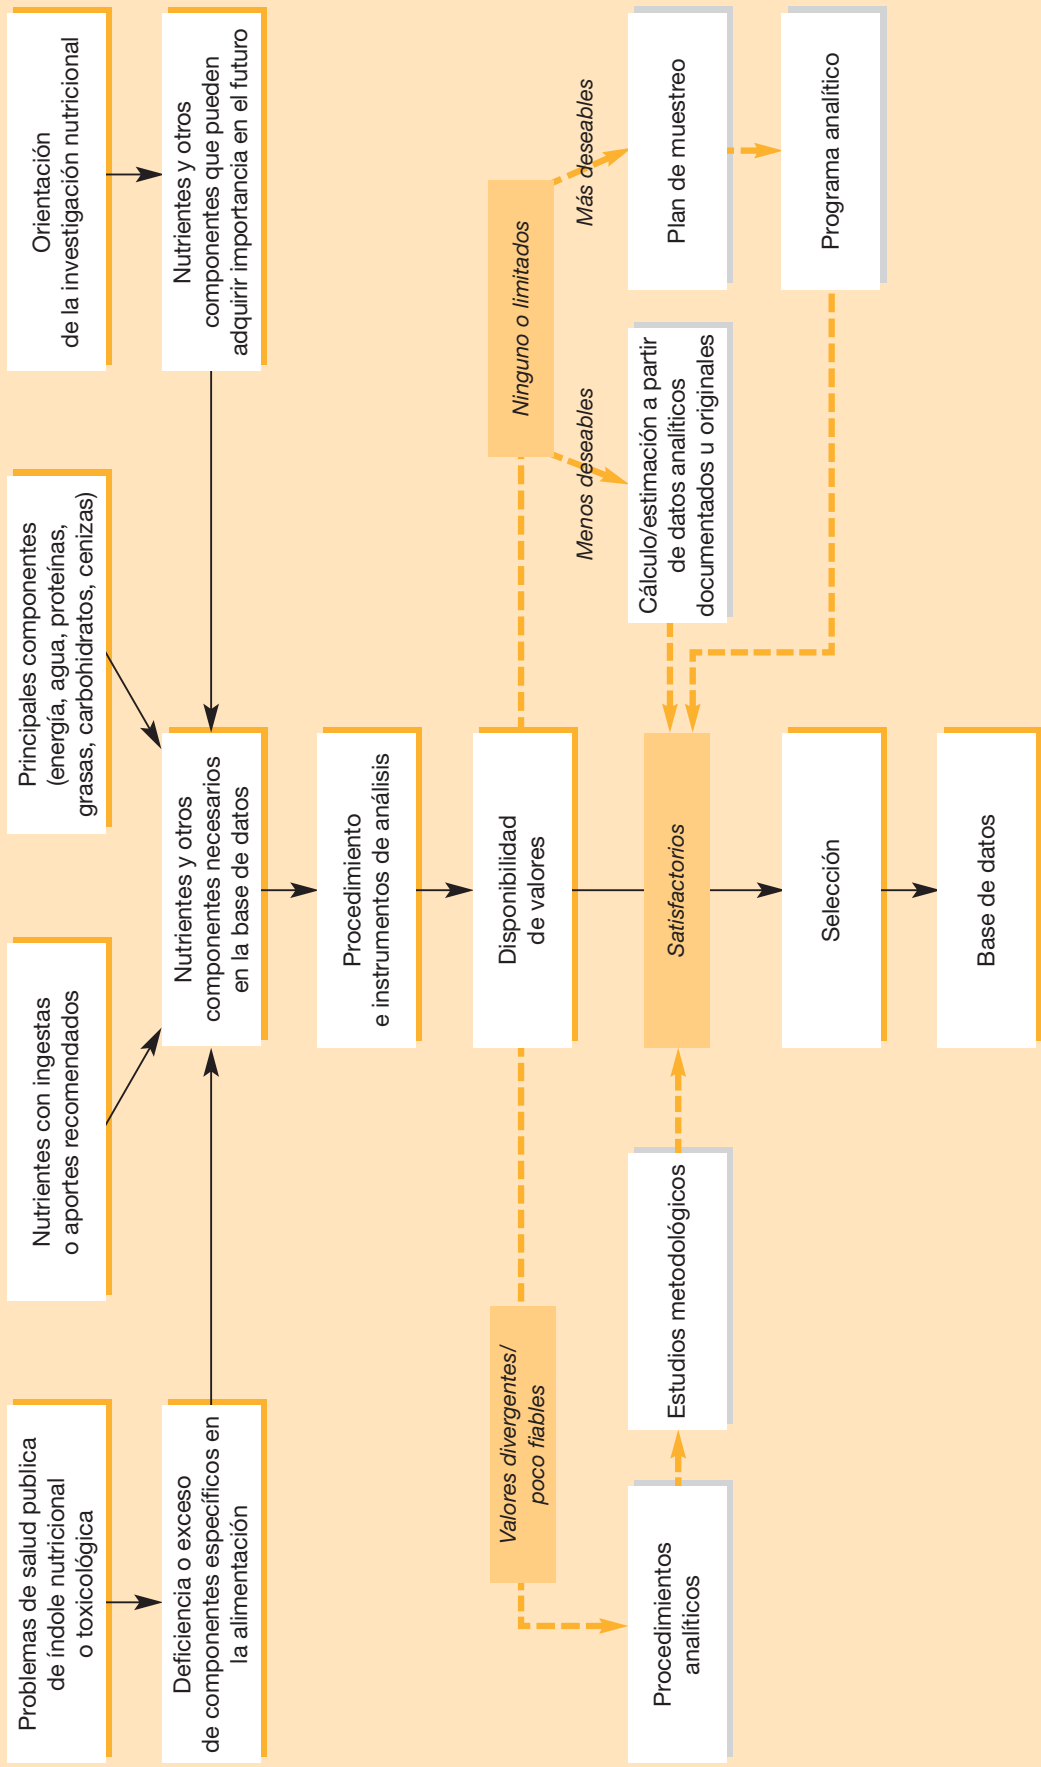 Problemas de salud publica
de índole nutricional
o toxicológica
Nutrientes con ingestas
o aportes recomendados
Principales componentes
(energía, agua, proteínas,
grasas, carbohidratos, cenizas)
Orientación
de la investigación nutricional
Deficiencia o exceso
de componentes específicos en
la alimentación
Nutrientes y otros
componentes necesarios
en la base de datos
Nutrientes y otros
componentes que pueden
adquirir importancia en el futuro
Procedimiento
e instrumentos de análisis
Disponibilidad
de valores
Valores divergentes/
poco fiables
Ninguno o limitados
Menos deseables
Más deseables
Procedimientos
analíticos
Estudios metodológicos
Satisfactorios
Cálculo/estimación a partir
de datos analíticos
documentados u originales
Plan de muestreo
Programa analítico
Selección
Base de datos